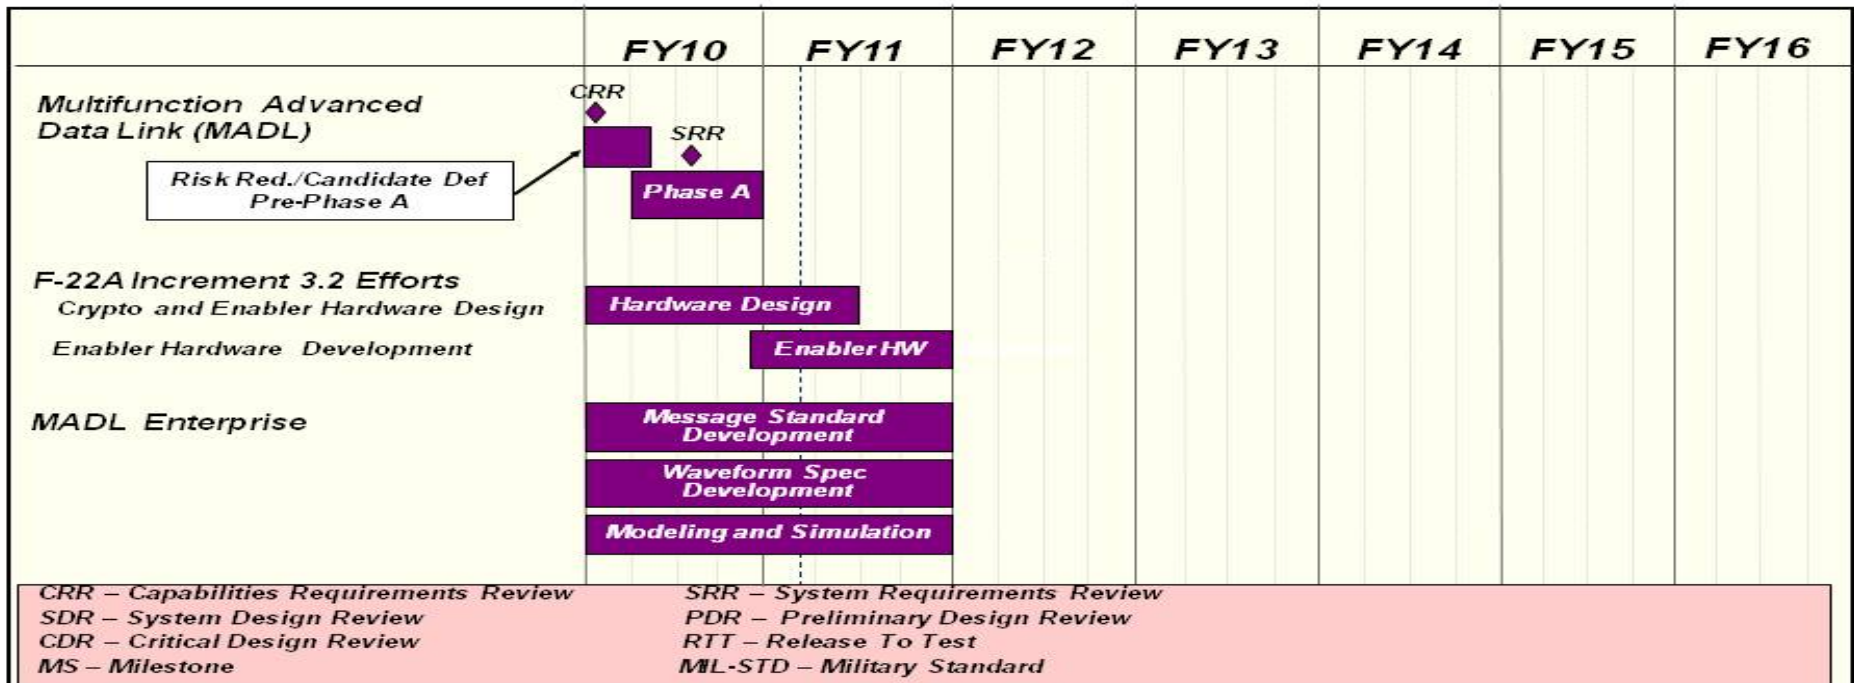 FY10 FY11 FY12 FY13 FY14 FY15 FY16
Multifunction Advanced
Data Link (MADL)
CRR
SRR
Risk Red./Candidate Def
Pre-Phase A
Phase A
F-22A Increment 3.2 Efforts
Crypto and Enabler Hardware Design
Hardware Design
Enabler Hardware Development
Enabler HW
MADL Enterprise
Message Standard
Development
Waveform Spec
Development
Modeling and Simulation
CRR – Capabilities Requirements Review
SRR – System Requirements Review
SDR – System Design Review
PDR – Preliminary Design Review
CDR – Critical Design Review
RTT – Release To Test
MS – Milestone
MIL-STD – Military Standard